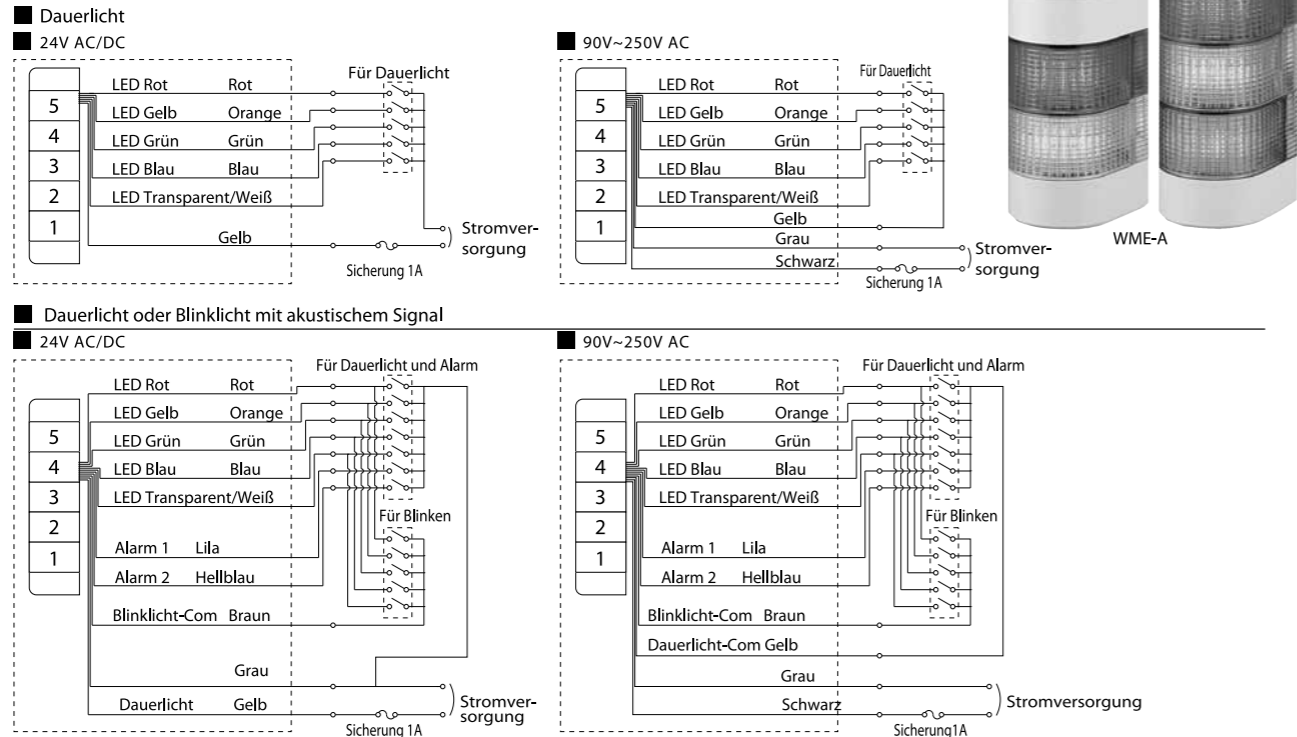 Dauerlicht
24V AC/DC
Für Dauerlicht
LED Rot Rot
LED Gelb Orange
LED Grün Grün
LED Blau Blau
LED Transparent/Weiß
Gelb
5
4
3
2
1
Sicherung 1A
Stromver-
sorgung
90V~250V AC
Für Dauerlicht
LED Rot Rot
LED Gelb Orange
LED Grün Grün
LED Blau Blau
LED Transparent/Weiß
Gelb
Grau
Schwarz
5
4
3
2
1
Sicherung 1A
Stromver-
sorgung
WME-A
Dauerlicht oder Blinklicht mit akustischem Signal
24V AC/DC
Für Dauerlicht und Alarm
LED Rot Rot
LED Gelb Orange
LED Grün Grün
LED Blau Blau
LED Transparent/Weiß
Für Blinken
Alarm 1 Lila
Alarm 2 Hellblau
Blinklicht-Com Braun
Grau
Dauerlicht Gelb
5
4
3
2
1
Sicherung 1A
Stromver-
sorgung
90V~250V AC
Für Dauerlicht und Alarm
LED Rot Rot
LED Gelb Orange
LED Grün Grün
LED Blau Blau
LED Transparent/Weiß
Für Blinken
Alarm 1 Lila
Alarm 2 Hellblau
Blinklicht-Com Braun
Dauerlicht-Com Gelb
Grau
Schwarz
5
4
3
2
1
Sicherung1A
Stromversorgung